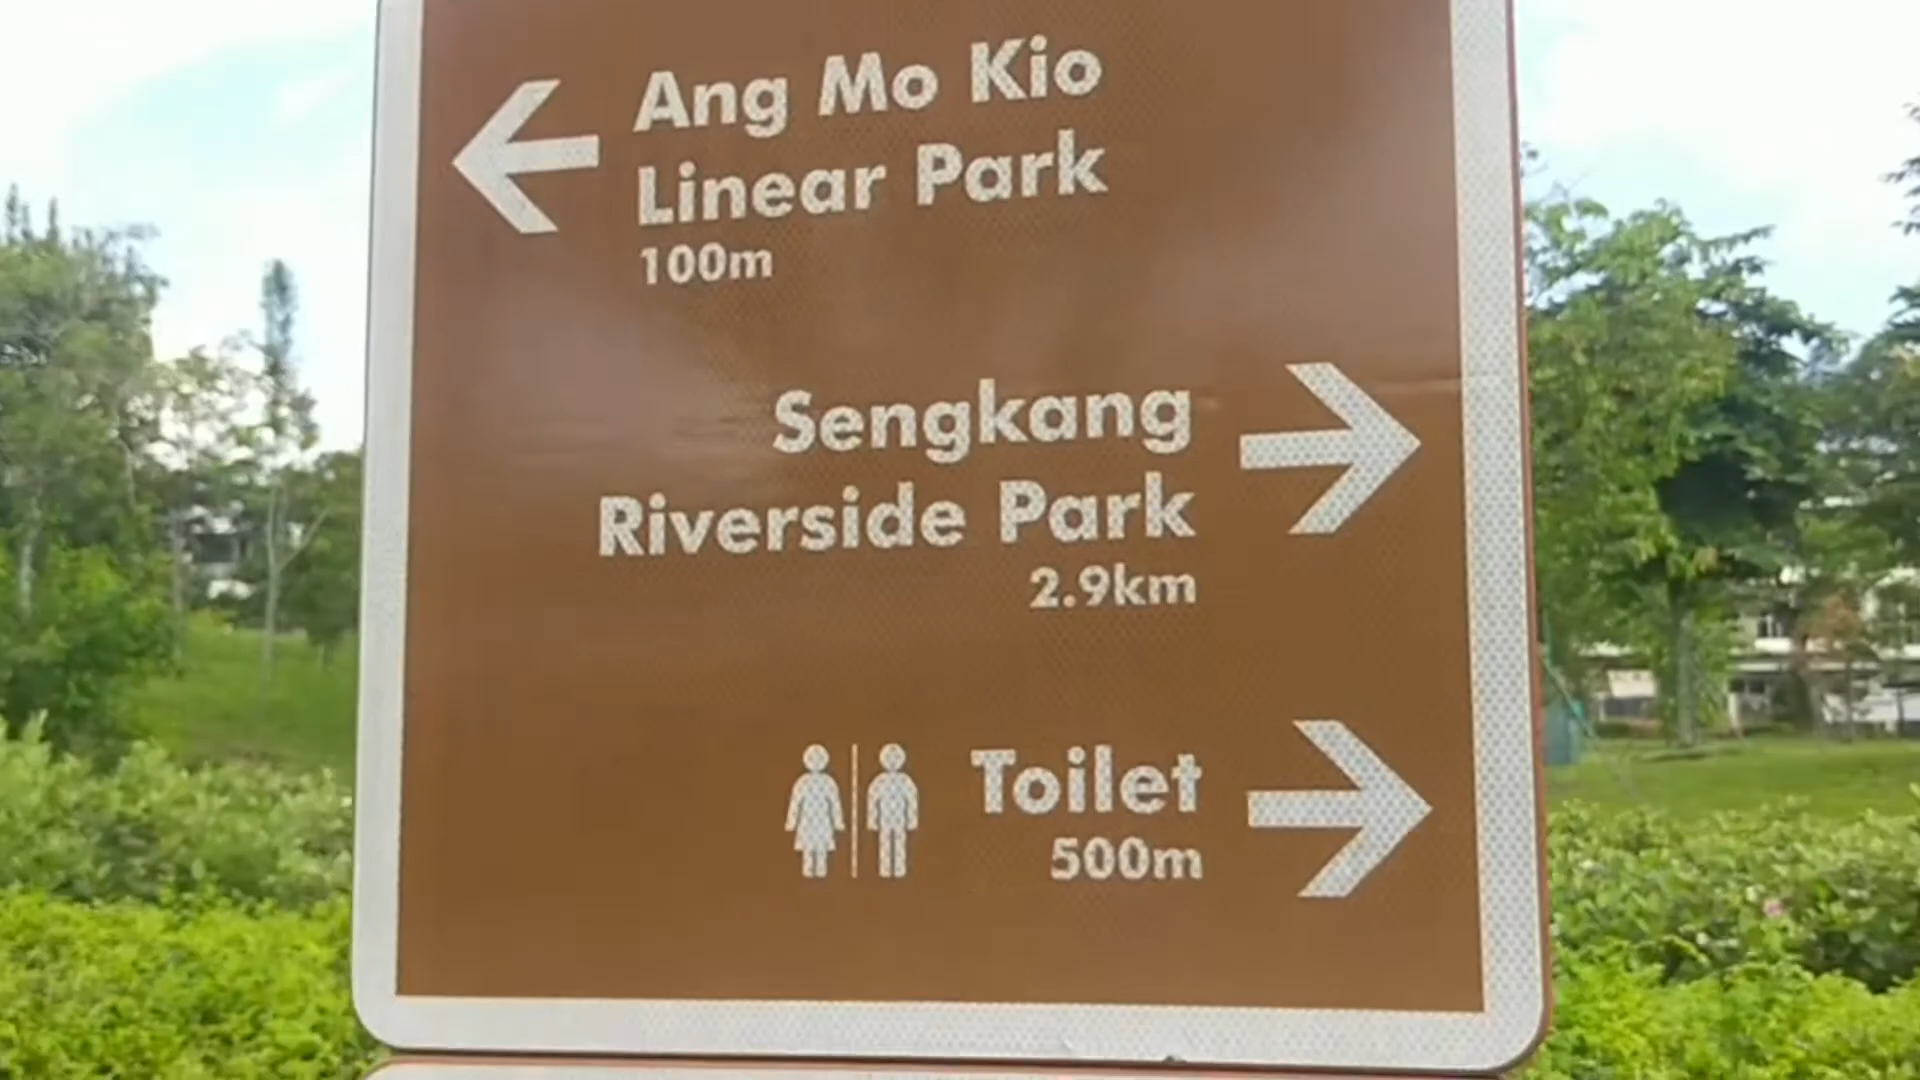 Ang Mo Kio
Linear Park
100m
Sengkang
Riverside Park
2.9km
Toilet
500m